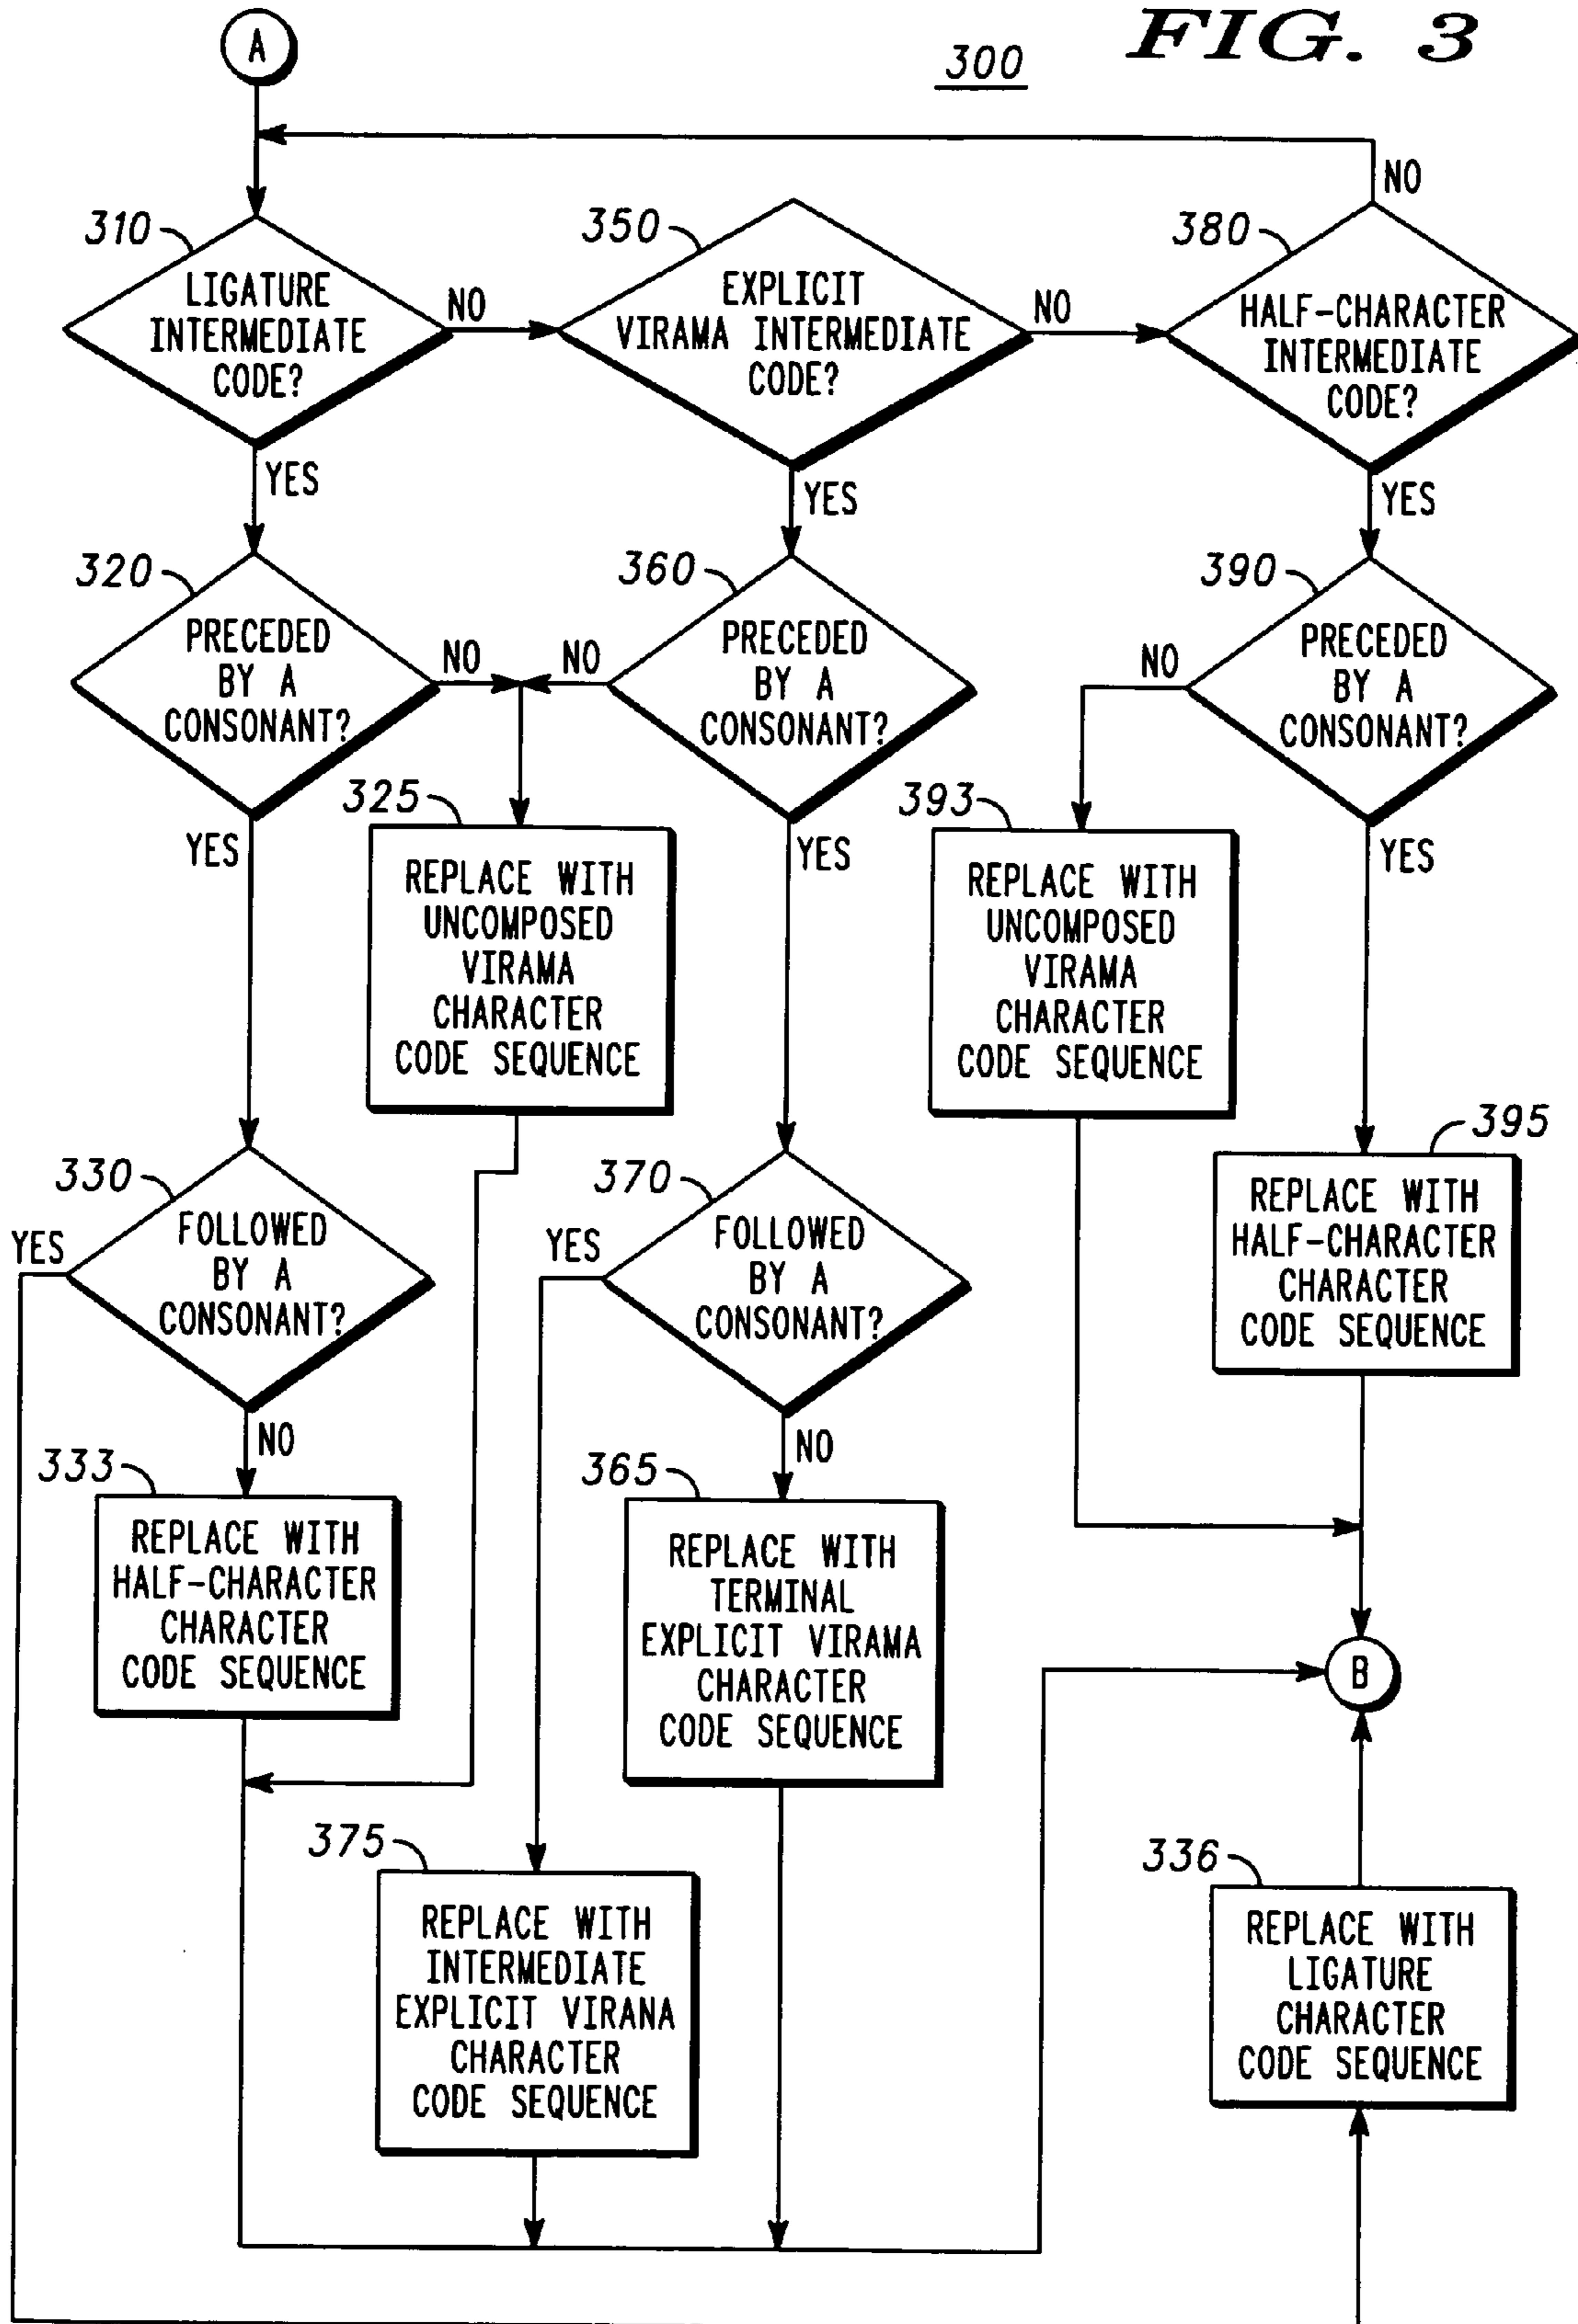 FIG. 3
300
A
NO
310
LIGATURE
INTERMEDIATE
CODE?
NO
350
EXPLICIT
VIRAMA INTERMEDIATE
CODE?
NO
380
HALF-CHARACTER
INTERMEDIATE
CODE?
YES
YES
YES
320
PRECEDED
BY A
CONSONANT?
NO
NO
360
PRECEDED
BY A
CONSONANT?
390
PRECEDED
BY A
CONSONANT?
NO
YES
YES
YES
325
REPLACE WITH
UNCOMPOSED
VIRAMA
CHARACTER
CODE SEQUENCE
393
REPLACE WITH
UNCOMPOSED
VIRAMA
CHARACTER
CODE SEQUENCE
395
REPLACE WITH
HALF-CHARACTER
CHARACTER
CODE SEQUENCE
330
FOLLOWED
BY A
CONSONANT?
YES
NO
370
FOLLOWED
BY A
CONSONANT?
YES
NO
333
REPLACE WITH
HALF-CHARACTER
CHARACTER
CODE SEQUENCE
365
REPLACE WITH
TERMINAL
EXPLICIT VIRAMA
CHARACTER
CODE SEQUENCE
B
375
REPLACE WITH
INTERMEDIATE
EXPLICIT VIRANA
CHARACTER
CODE SEQUENCE
336
REPLACE WITH
LIGATURE
CHARACTER
CODE SEQUENCE